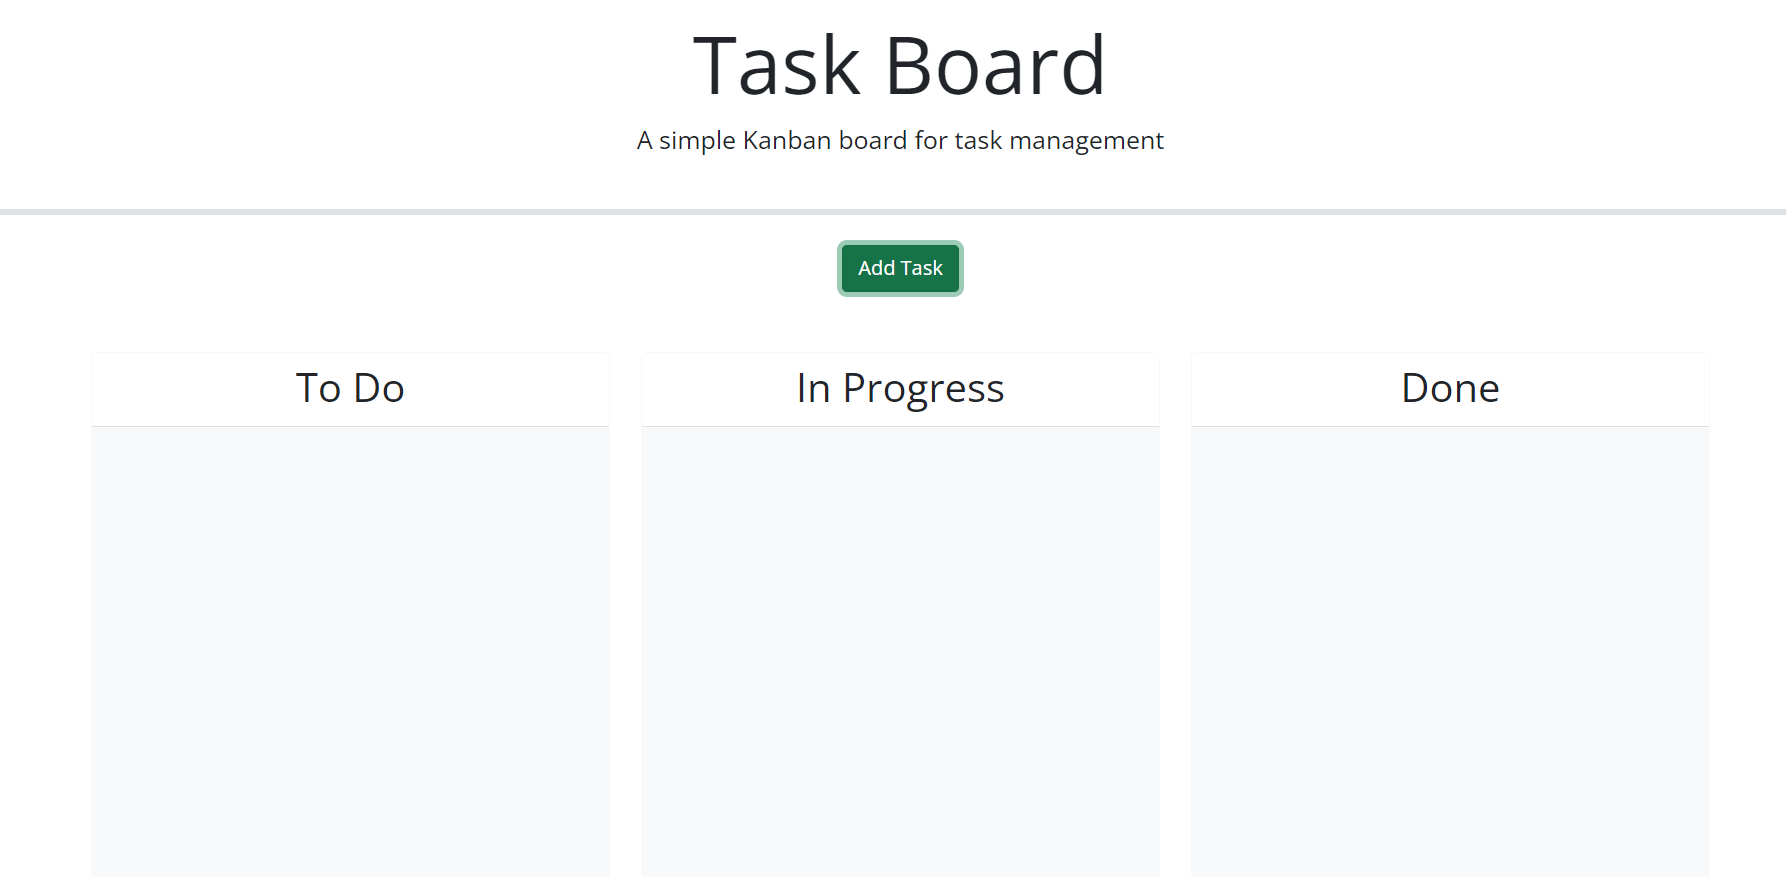 Task Board
A simple Kanban board for task management
Add Task
To Do
In Progress
Done